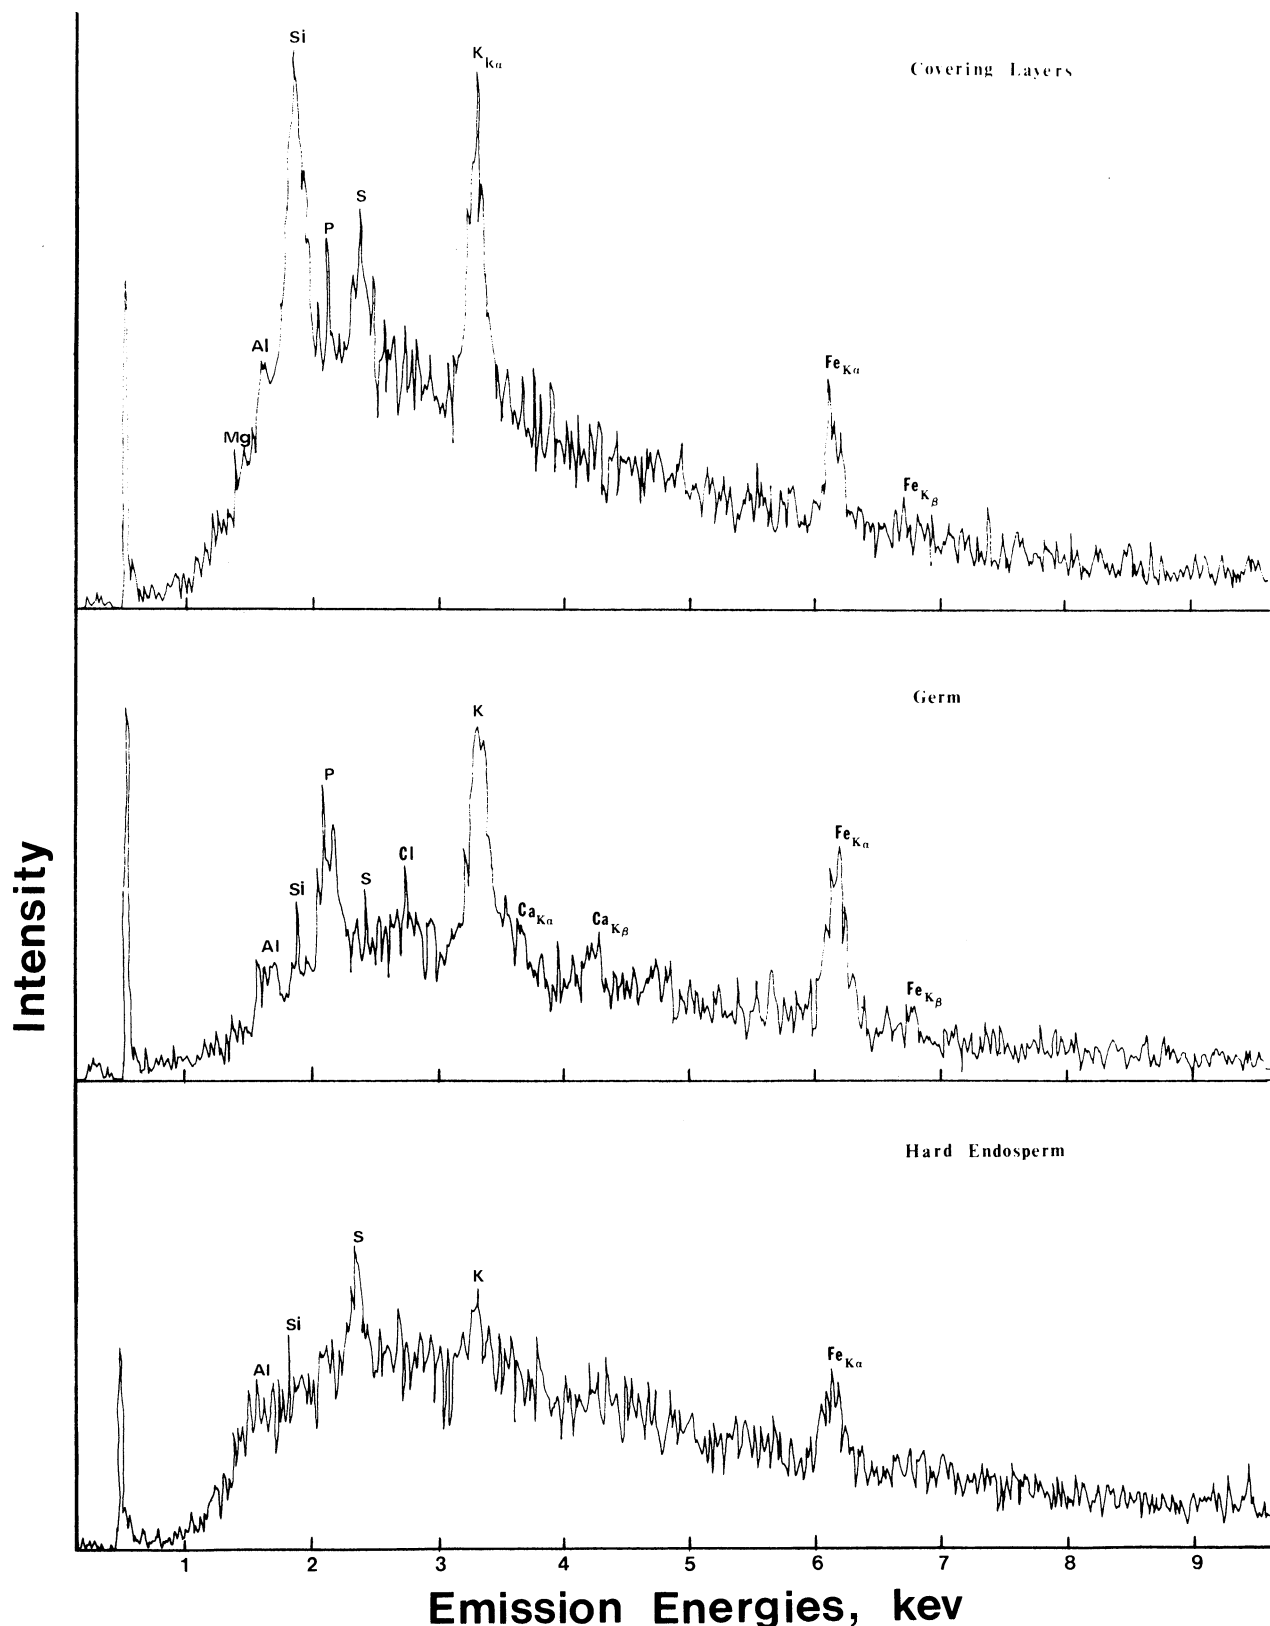 Si
K Kα
Covering Layers
S
P
Al
Mg
Fe Kα
Fe Kβ
Germ
K
P
Fe Kα
Cl
Si
S
Ca Kα
Ca Kβ
Al
Fe Kβ
Intensity
Hard Endosperm
S
K
Si
Al
Fe Kα
1 2 3 4 5 6 7 8 9
Emission Energies, kev